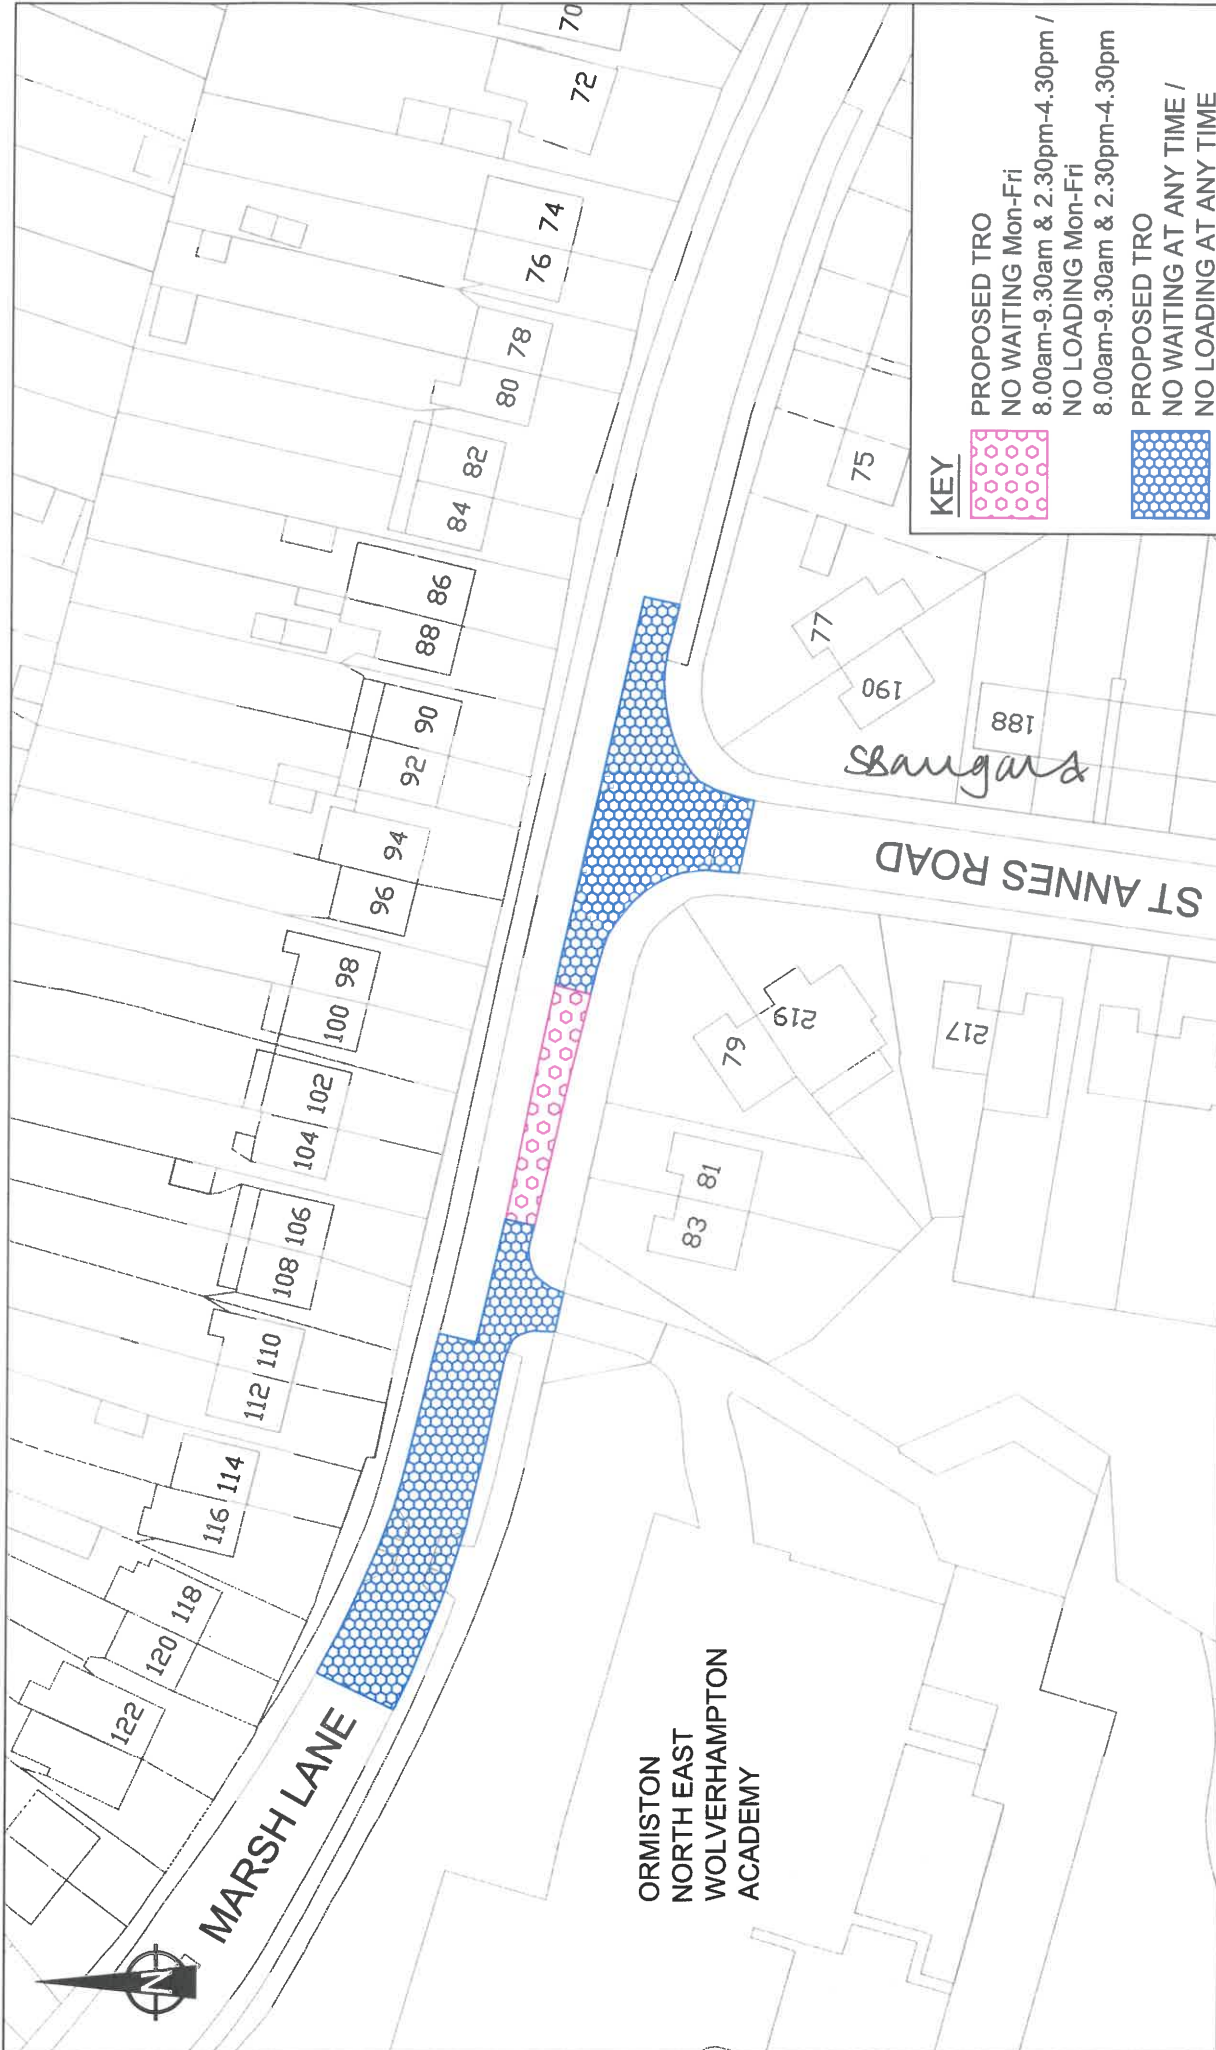 122
120 118
116 114
112 110
108 106
104 102
100 98
96 94
92 90
88 86
84 82
80 78
76 74
72
70
MARSH LANE
N
ORMISTON
NORTH EAST
WOLVERHAMPTON
ACADEMY
83 81
79
219
217
ST ANNES ROAD
77
190
188
75
KEY
PROPOSED TRO
NO WAITING Mon-Fri
8.00am-9.30am & 2.30pm-4.30pm /
NO LOADING Mon-Fri
8.00am-9.30am & 2.30pm-4.30pm
PROPOSED TRO
NO WAITING AT ANY TIME /
NO LOADING AT ANY TIME